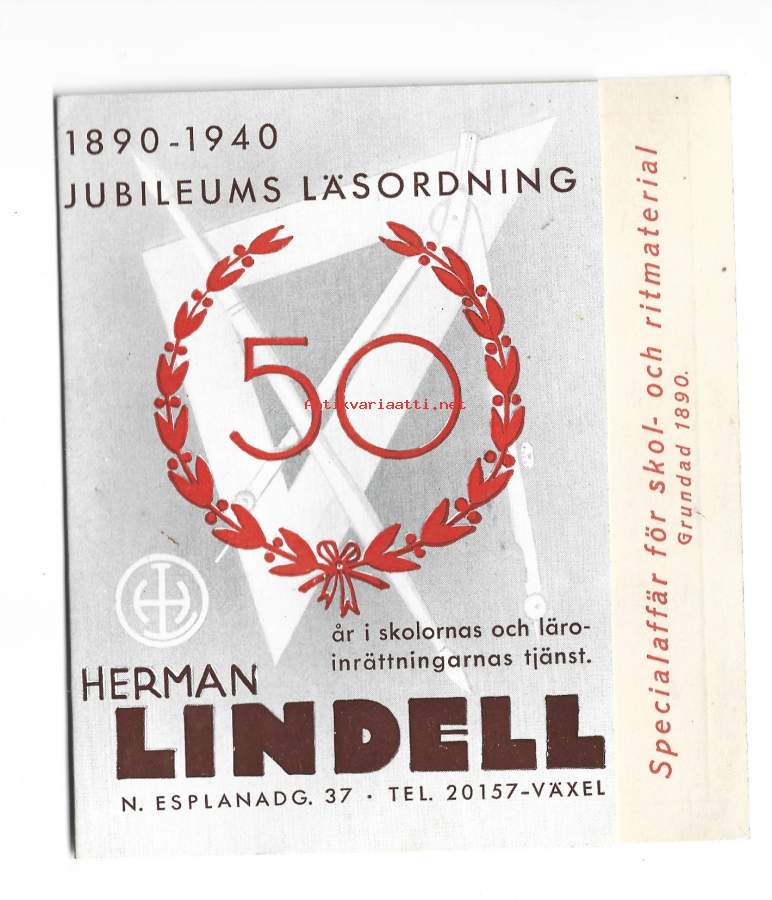 1890-1940
JUBILEUMS LÄSORDNING
50
antikvariaatti.net
år i skolornas och läro-
inrättningarnas tjänst.
HERMAN
LINDELL
N. ESPLANADG. 37 · TEL. 20157-VÄXEL
Specialaffär för skol- och ritmaterial
Grundad 1890.